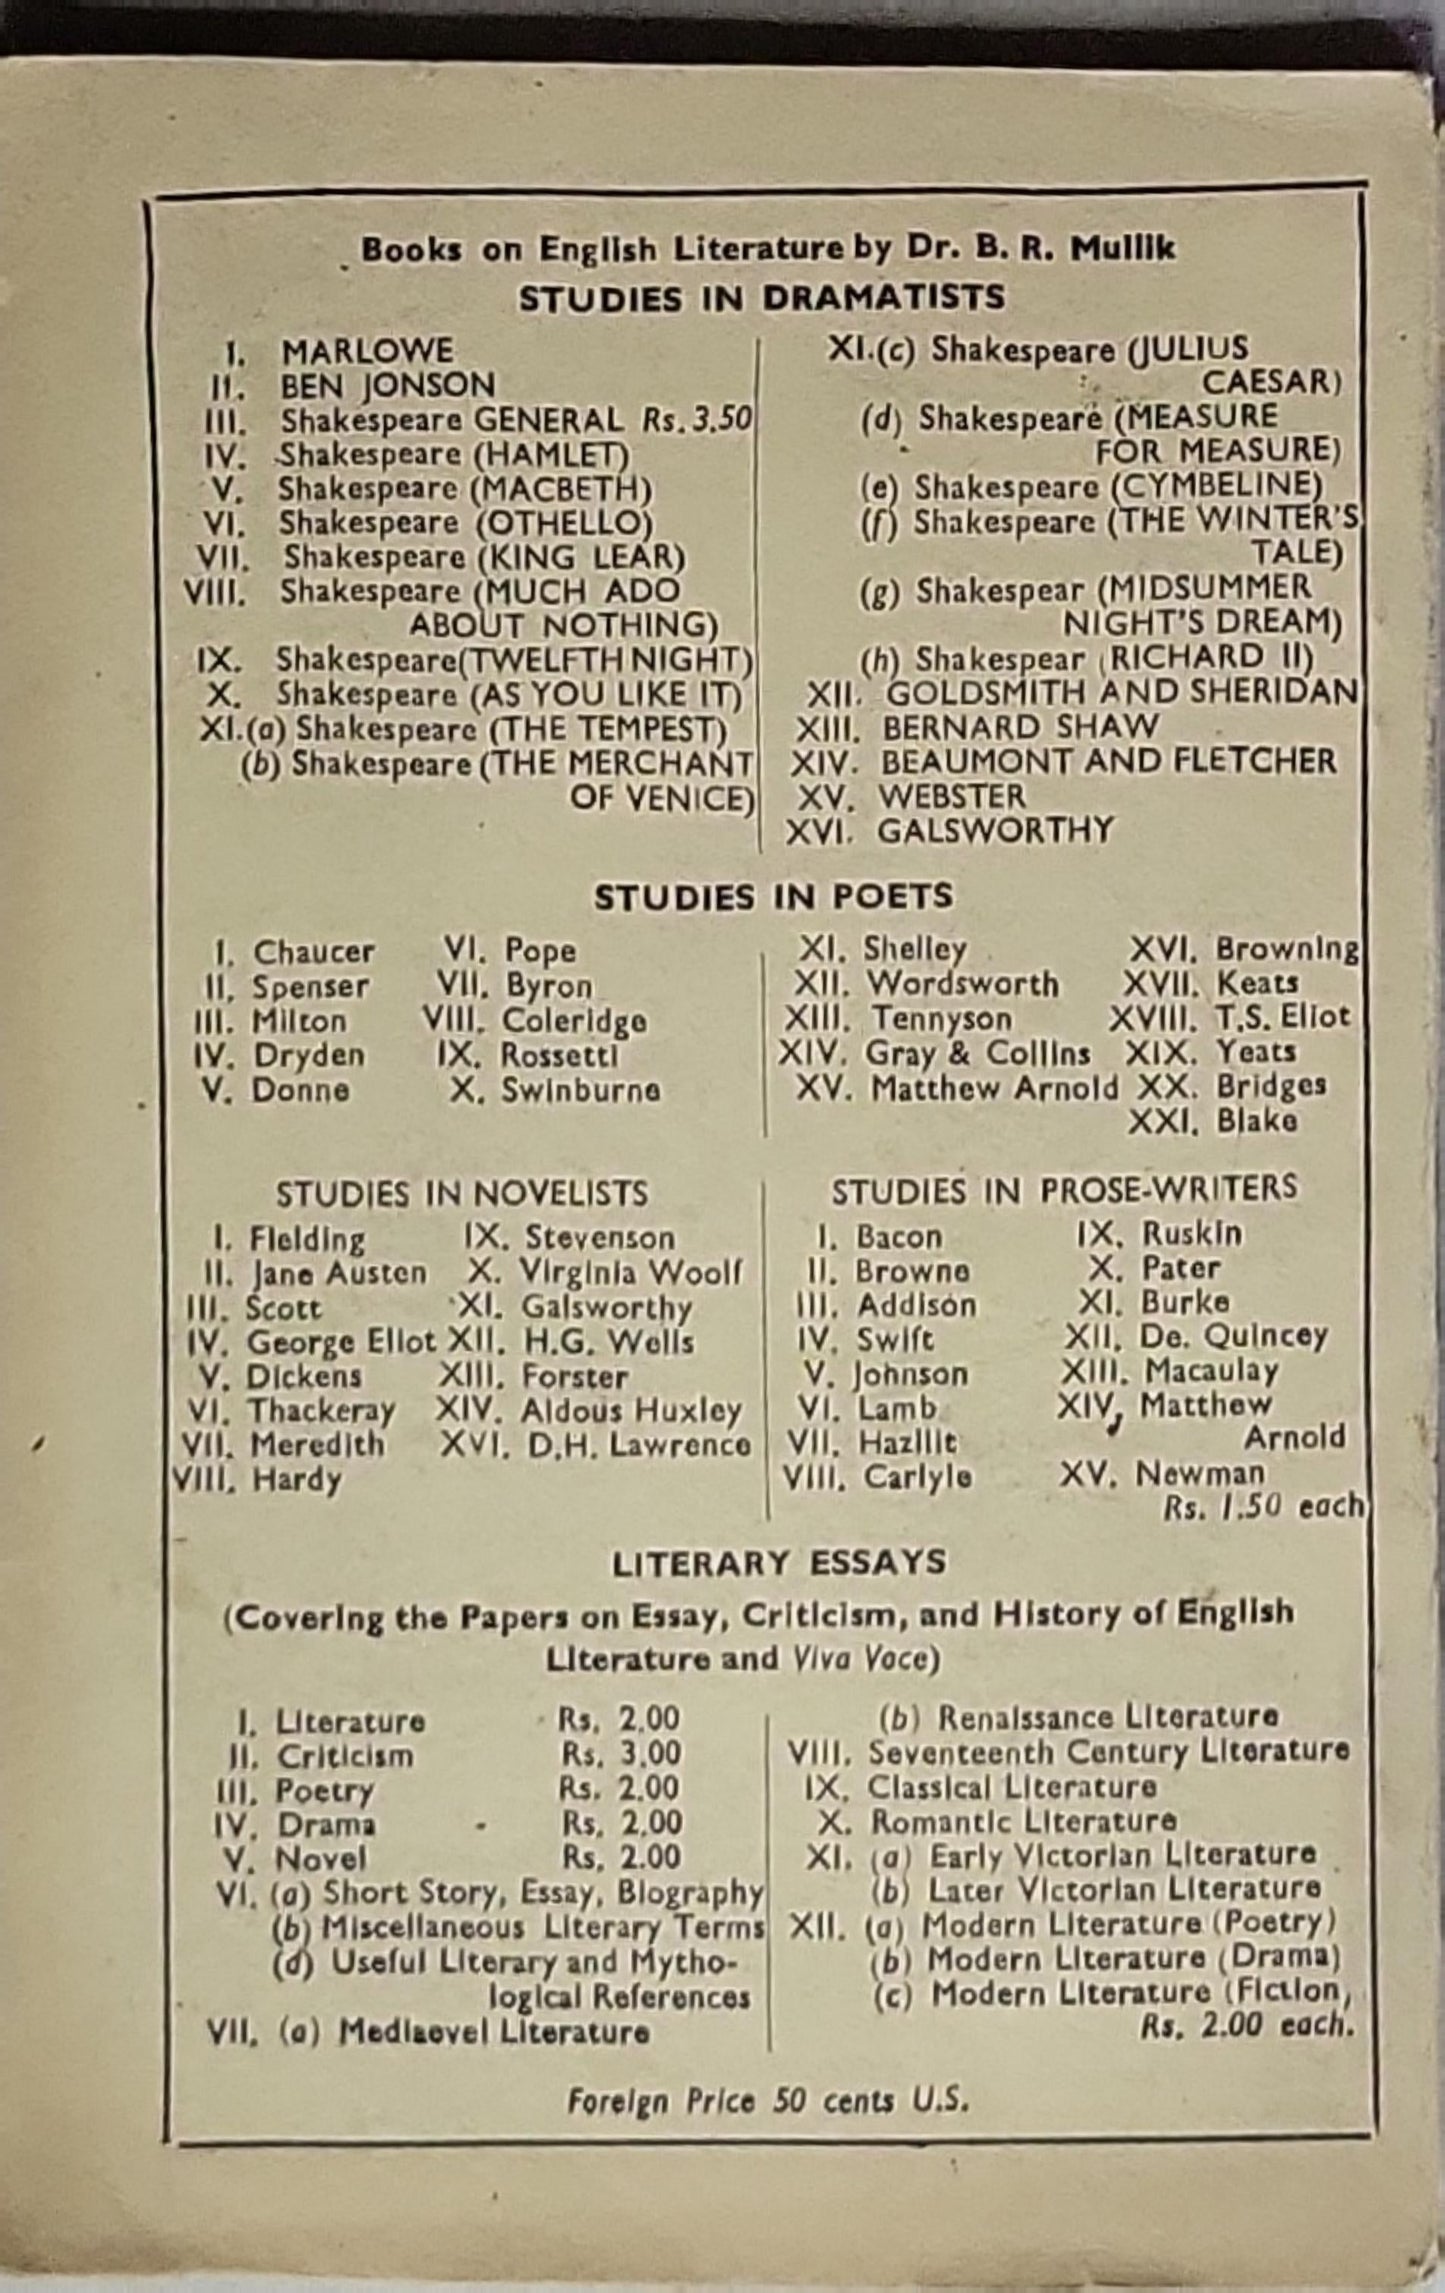 Books on English Literature by Dr. B. R. Mullik
STUDIES IN DRAMATISTS
I. MARLOWE
II. BEN JONSON
III. Shakespeare GENERAL Rs. 3.50
IV. Shakespeare (HAMLET)
V. Shakespeare (MACBETH)
VI. Shakespeare (OTHELLO)
VII. Shakespeare (KING LEAR)
VIII. Shakespeare (MUCH ADO
ABOUT NOTHING)
IX. Shakespeare(TWELFTH NIGHT)
X. Shakespeare (AS YOU LIKE IT)
XI.(a) Shakespeare (THE TEMPEST)
(b) Shakespeare (THE MERCHANT
OF VENICE)
XI.(c) Shakespeare (JULIUS
CAESAR)
(d) Shakespeare (MEASURE
FOR MEASURE)
(e) Shakespeare (CYMBELINE)
(f) Shakespeare (THE WINTER'S
TALE)
(g) Shakespear (MIDSUMMER
NIGHT'S DREAM)
(h) Shakespear (RICHARD II)
XII. GOLDSMITH AND SHERIDAN
XIII. BERNARD SHAW
XIV. BEAUMONT AND FLETCHER
XV. WEBSTER
XVI. GALSWORTHY
STUDIES IN POETS
I. Chaucer
II. Spenser
III. Milton
IV. Dryden
V. Donne
VI. Pope
VII. Byron
VIII. Coleridge
IX. Rossetti
X. Swinburne
XI. Shelley
XII. Wordsworth
XIII. Tennyson
XIV. Gray & Collins
XV. Matthew Arnold
XVI. Browning
XVII. Keats
XVIII. T.S. Eliot
XIX. Yeats
XX. Bridges
XXI. Blake
STUDIES IN NOVELISTS
I. Fielding
II. Jane Austen
III. Scott
IV. George Eliot
V. Dickens
VI. Thackeray
VII. Meredith
VIII. Hardy
IX. Stevenson
X. Virginia Woolf
XI. Galsworthy
XII. H.G. Wells
XIII. Forster
XIV. Aldous Huxley
XVI. D.H. Lawrence
STUDIES IN PROSE-WRITERS
I. Bacon
II. Browne
III. Addison
IV. Swift
V. Johnson
VI. Lamb
VII. Hazlitt
VIII. Carlyle
IX. Ruskin
X. Pater
XI. Burke
XII. De. Quincey
XIII. Macaulay
XIV, Matthew
Arnold
XV. Newman
Rs. 1.50 each
LITERARY ESSAYS
(Covering the Papers on Essay, Criticism, and History of English
Literature and Viva Voce)
I. Literature Rs. 2.00
II. Criticism Rs. 3.00
III. Poetry Rs. 2.00
IV. Drama Rs. 2.00
V. Novel Rs. 2.00
VI. (a) Short Story, Essay, Biography
(b) Miscellaneous Literary Terms
(d) Useful Literary and Mytho-
logical References
VII. (a) Mediaevel Literature
(b) Renaissance Literature
VIII. Seventeenth Century Literature
IX. Classical Literature
X. Romantic Literature
XI. (a) Early Victorian Literature
(b) Later Victorian Literature
XII. (a) Modern Literature (Poetry)
(b) Modern Literature (Drama)
(c) Modern Literature (Fiction,
Rs. 2.00 each.
Foreign Price 50 cents U.S.